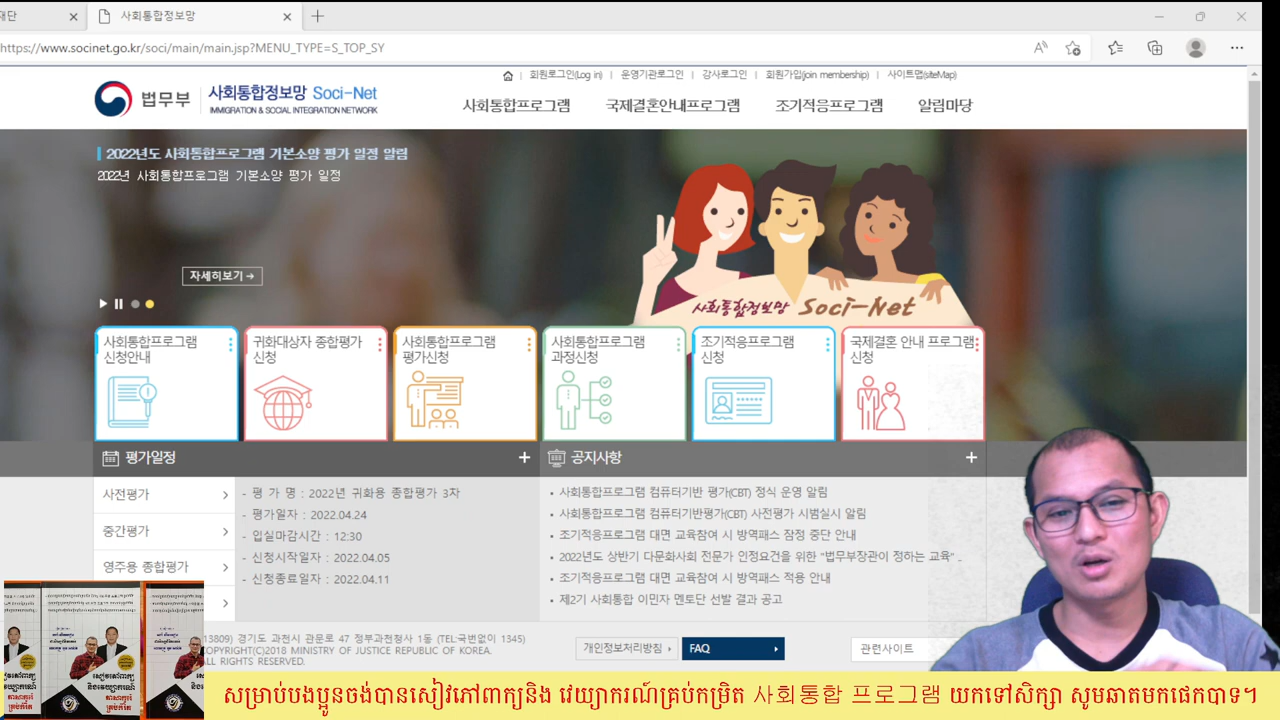 재단
사회통합정보망
https://www.socinet.go.kr/soci/main/main.jsp?MENU_TYPE=S_TOP_SY
회원로그인(Log in) | 운영기관로그인 | 강사로그인 | 회원가입(join membership) | 사이트맵(siteMap)
법무부
사회통합정보망 Soci-Net
IMMIGRATION & SOCIAL INTEGRATION NETWORK
사회통합프로그램 국제결혼안내프로그램 조기적응프로그램 알림마당
2022년도 사회통합프로그램 기본소양 평가 일정 알림
2022년 사회통합프로그램 기본소양 평가 일정
자세히보기 →
사회통합정보망 Soci-Net
사회통합프로그램
신청안내
귀화대상자 종합평가
신청
사회통합프로그램
평가신청
사회통합프로그램
과정신청
조기적응프로그램
신청
국제결혼 안내 프로그램
신청
평가일정 +
사전평가
중간평가
영주용 종합평가
- 평 가 명 : 2022년 귀화용 종합평가 3차
- 평가일자 : 2022.04.24
- 입실마감시간 : 12:30
- 신청시작일자 : 2022.04.05
- 신청종료일자 : 2022.04.11
공지사항 +
• 사회통합프로그램 컴퓨터기반 평가(CBT) 정식 운영 알림
• 사회통합프로그램 컴퓨터기반평가(CBT) 사전평가 시범실시 알림
• 조기적응프로그램 대면 교육참여 시 방역패스 잠정 중단 안내
• 2022년도 상반기 다문화사회 전문가 인정요건을 위한 "법무부장관이 정하는 교육" ..
• 조기적응프로그램 대면 교육참여 시 방역패스 적용 안내
• 제2기 사회통합 이민자 멘토단 선발 결과 공고
13809) 경기도 과천시 관문로 47 정부과천청사 1동 (TEL국번없이 1345)
COPYRIGHT(C)2018 MINISTRY OF JUSTICE REPUBLIC OF KOREA.
ALL RIGHTS RESERVED.
개인정보처리방침
FAQ
관련사이트
សម្រាប់បងប្អូនចង់បានសៀវភៅពាក្យនិង វេយ្យាករណ៍គ្រប់កម្រិត 사회통합 프로그램 យកទៅសិក្សា សូមឆាតមកផេកបាទ។